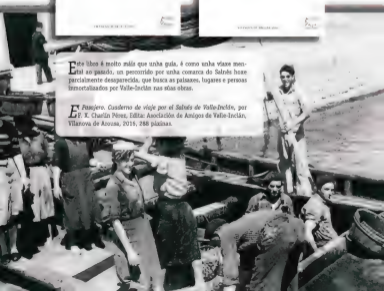 Este libro é moito máis que unha guía, é como unha viaxe men-
tal ao pasado, un percorrido por unha comarca do Salnés hoxe
parcialmente desaparecida, que busca as paisaxes, lugares e persoas
inmortalizados por Valle-Inclán nas súas obras.
El Pasajero. Cuaderno de viaje por el Salnés de Valle-Inclán, por
F. X. Charlín Pérez, Edita: Asociación de Amigos de Valle-Inclán,
Vilanova de Arousa, 2016, 288 páxinas.